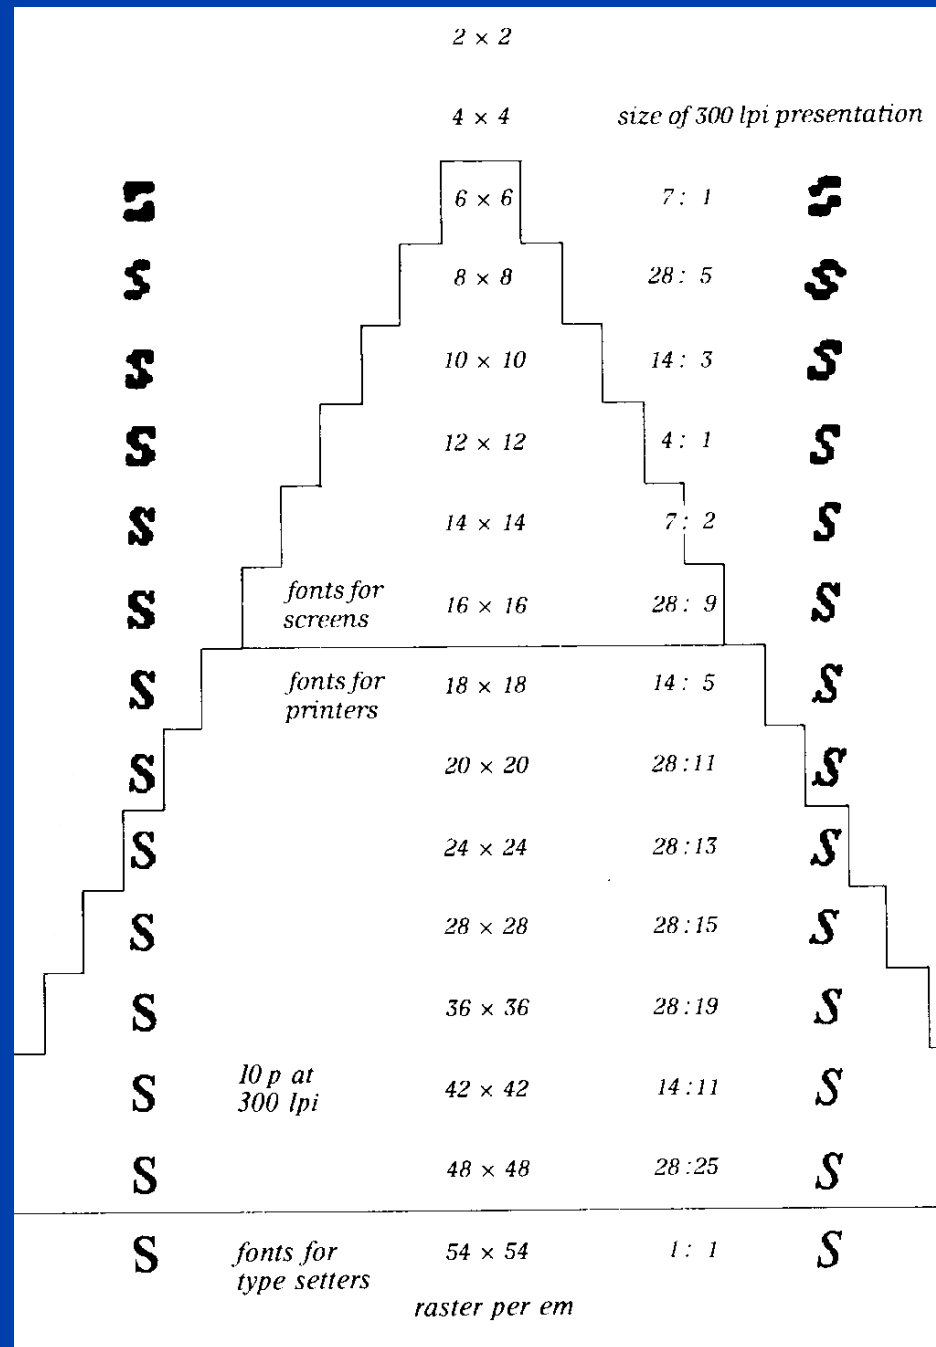 2 × 2
4 × 4 size of 300 lpi presentation
S 6 × 6 7: 1 S
S 8 × 8 28: 5 S
S 10 × 10 14: 3 S
S 12 × 12 4: 1 S
S 14 × 14 7: 2 S
fonts for
S screens 16 × 16 28: 9 S
S fonts for 18 × 18 14: 5 S
printers
S 20 × 20 28:11 S
S 24 × 24 28:13 S
S 28 × 28 28:15 S
S 36 × 36 28:19 S
10 p at
S 300 lpi 42 × 42 14:11 S
S 48 × 48 28:25 S
S fonts for 54 × 54 1: 1 S
type setters
raster per em